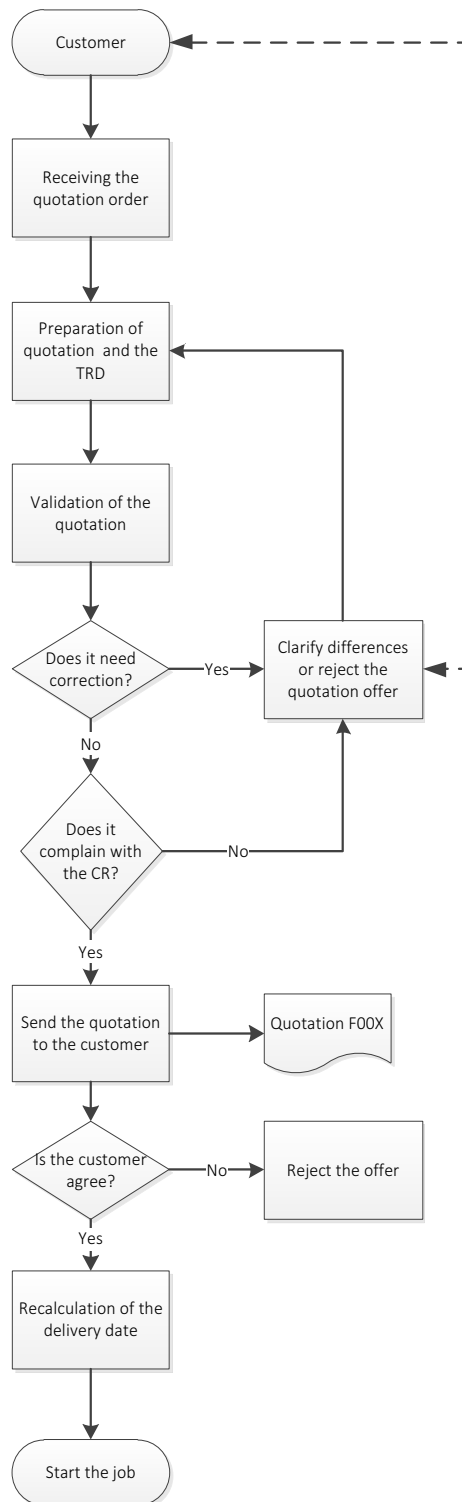 Customer
Receiving the
quotation order
Preparation of
quotation and the
TRD
Validation of the
quotation
Does it need
correction?
Yes
Clarify differences
or reject the
quotation offer
No
Does it
complain with
the CR?
No
Yes
Send the quotation
to the customer
Quotation F00X
Is the customer
agree?
No
Reject the offer
Yes
Recalculation of the
delivery date
Start the job